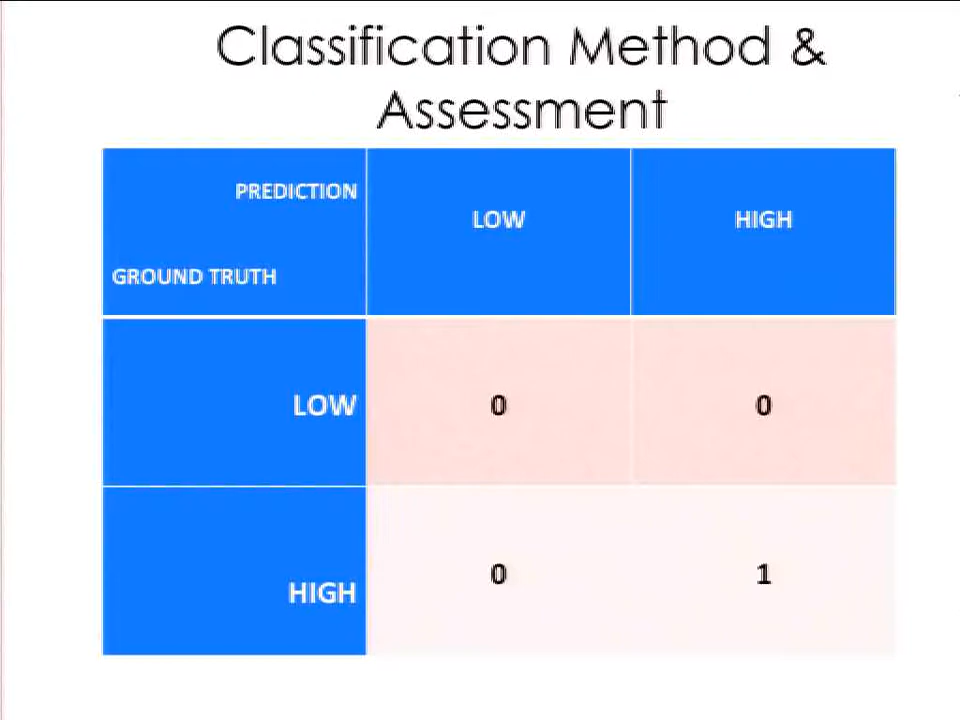 Classification Method &
Assessment
PREDICTION
GROUND TRUTH
LOW
HIGH
LOW
0
0
HIGH
0
1